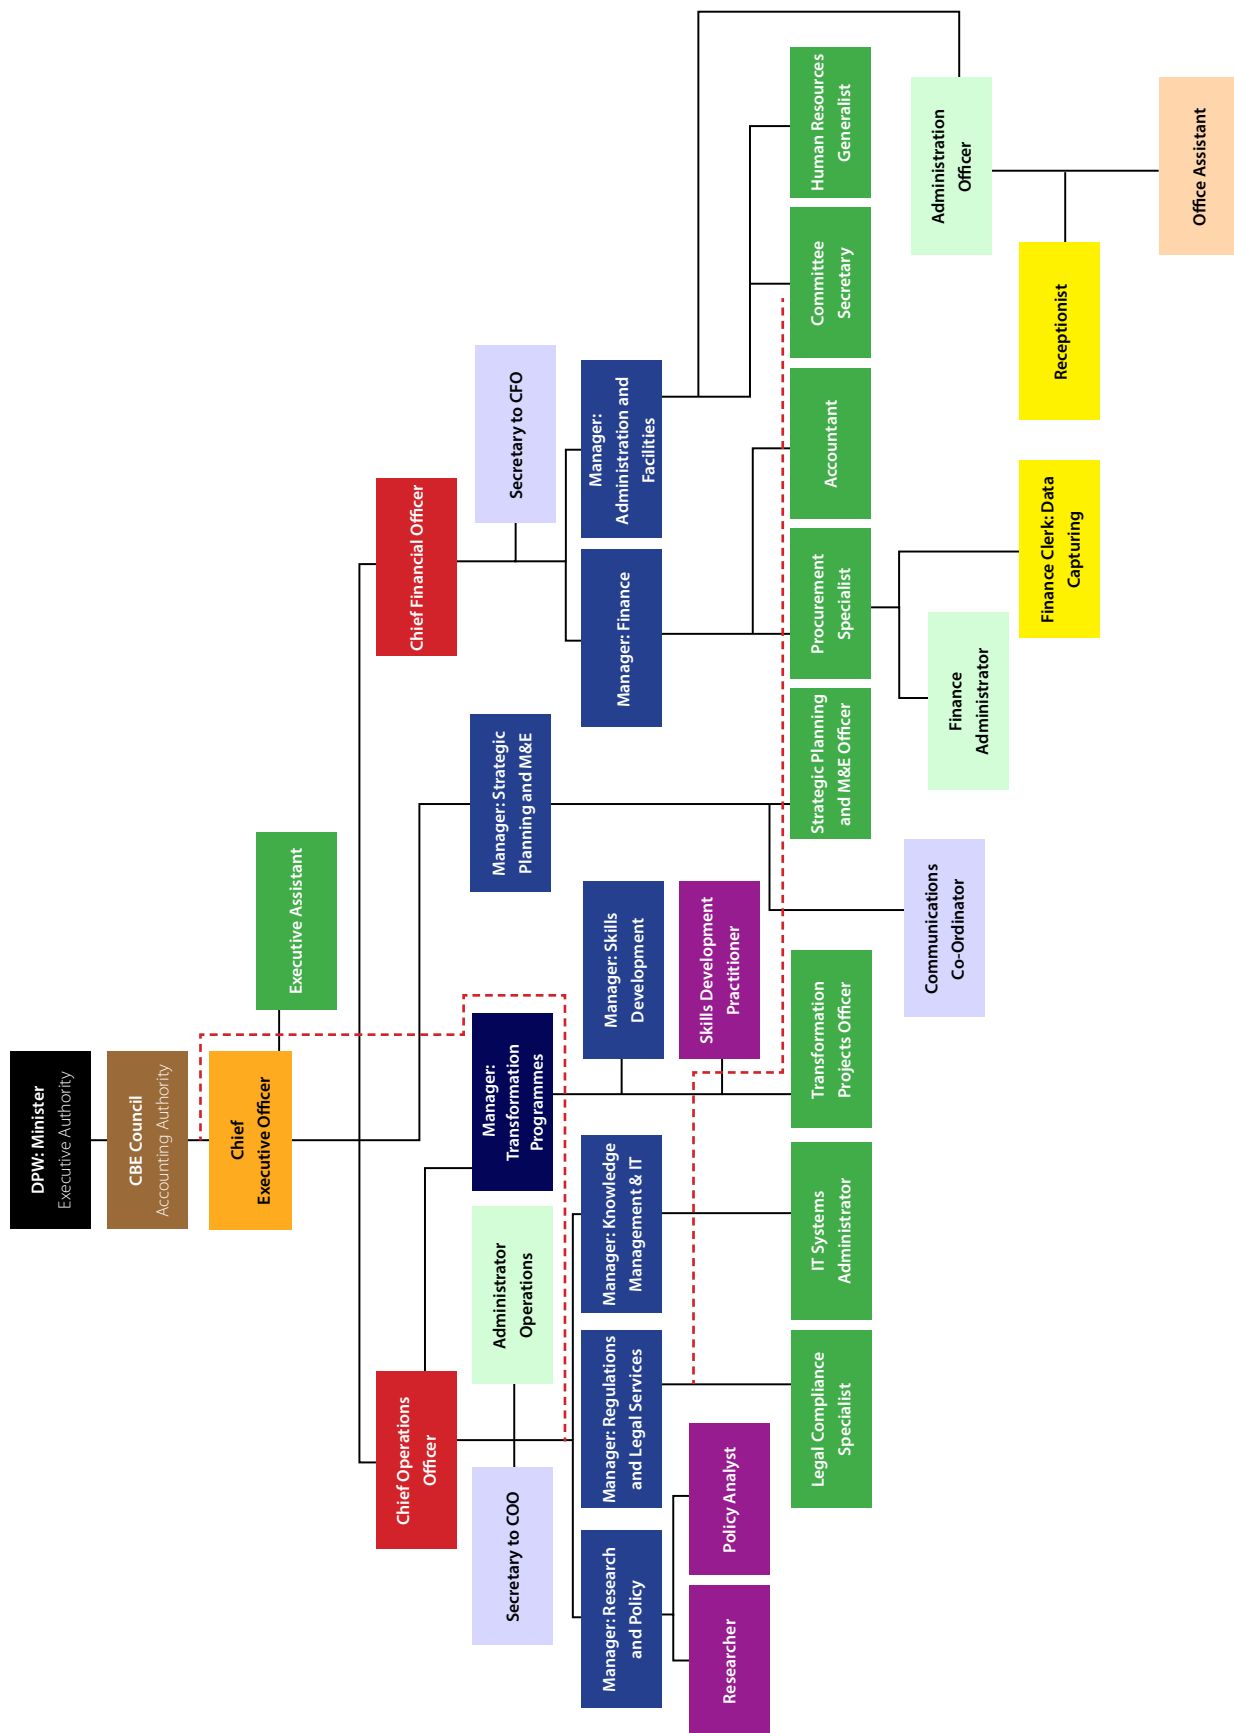 DPW: Minister
Executive Authority
CBE Council
Accounting Authority
Chief
Executive Officer
Executive Assistant
Chief Operations
Officer
Chief Financial Officer
Secretary to COO
Administrator
Operations
Manager:
Transformation
Programmes
Manager: Strategic
Planning and M&E
Secretary to CFO
Manager: Research
and Policy
Manager: Regulations
and Legal Services
Manager: Knowledge
Management & IT
Manager: Skills
Development
Manager: Finance
Manager:
Administration and
Facilities
Researcher
Policy Analyst
Skills Development
Practitioner
Legal Compliance
Specialist
IT Systems
Administrator
Transformation
Projects Officer
Strategic Planning
and M&E Officer
Procurement
Specialist
Accountant
Committee
Secretary
Human Resources
Generalist
Communications
Co-Ordinator
Finance
Administrator
Administration
Officer
Finance Clerk: Data
Capturing
Receptionist
Office Assistant